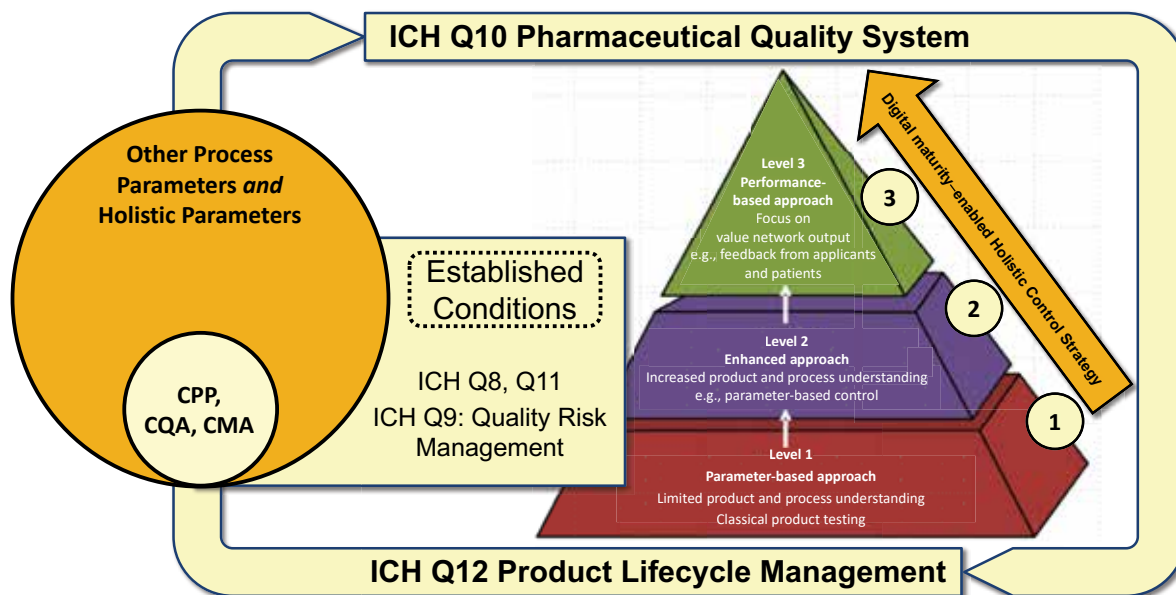 ICH Q10 Pharmaceutical Quality System
Other Process
Parameters and
Holistic Parameters
CPP,
CQA, CMA
Established
Conditions
ICH Q8, Q11
ICH Q9: Quality Risk
Management
Level 3
Performance-
based approach
Focus on
value network output
e.g., feedback from applicants
and patients
3
Level 2
Enhanced approach
Increased product and process understanding
e.g., parameter-based control
2
Level 1
Parameter-based approach
Limited product and process understanding
Classical product testing
1
Digital maturity–enabled Holistic Control Strategy
ICH Q12 Product Lifecycle Management